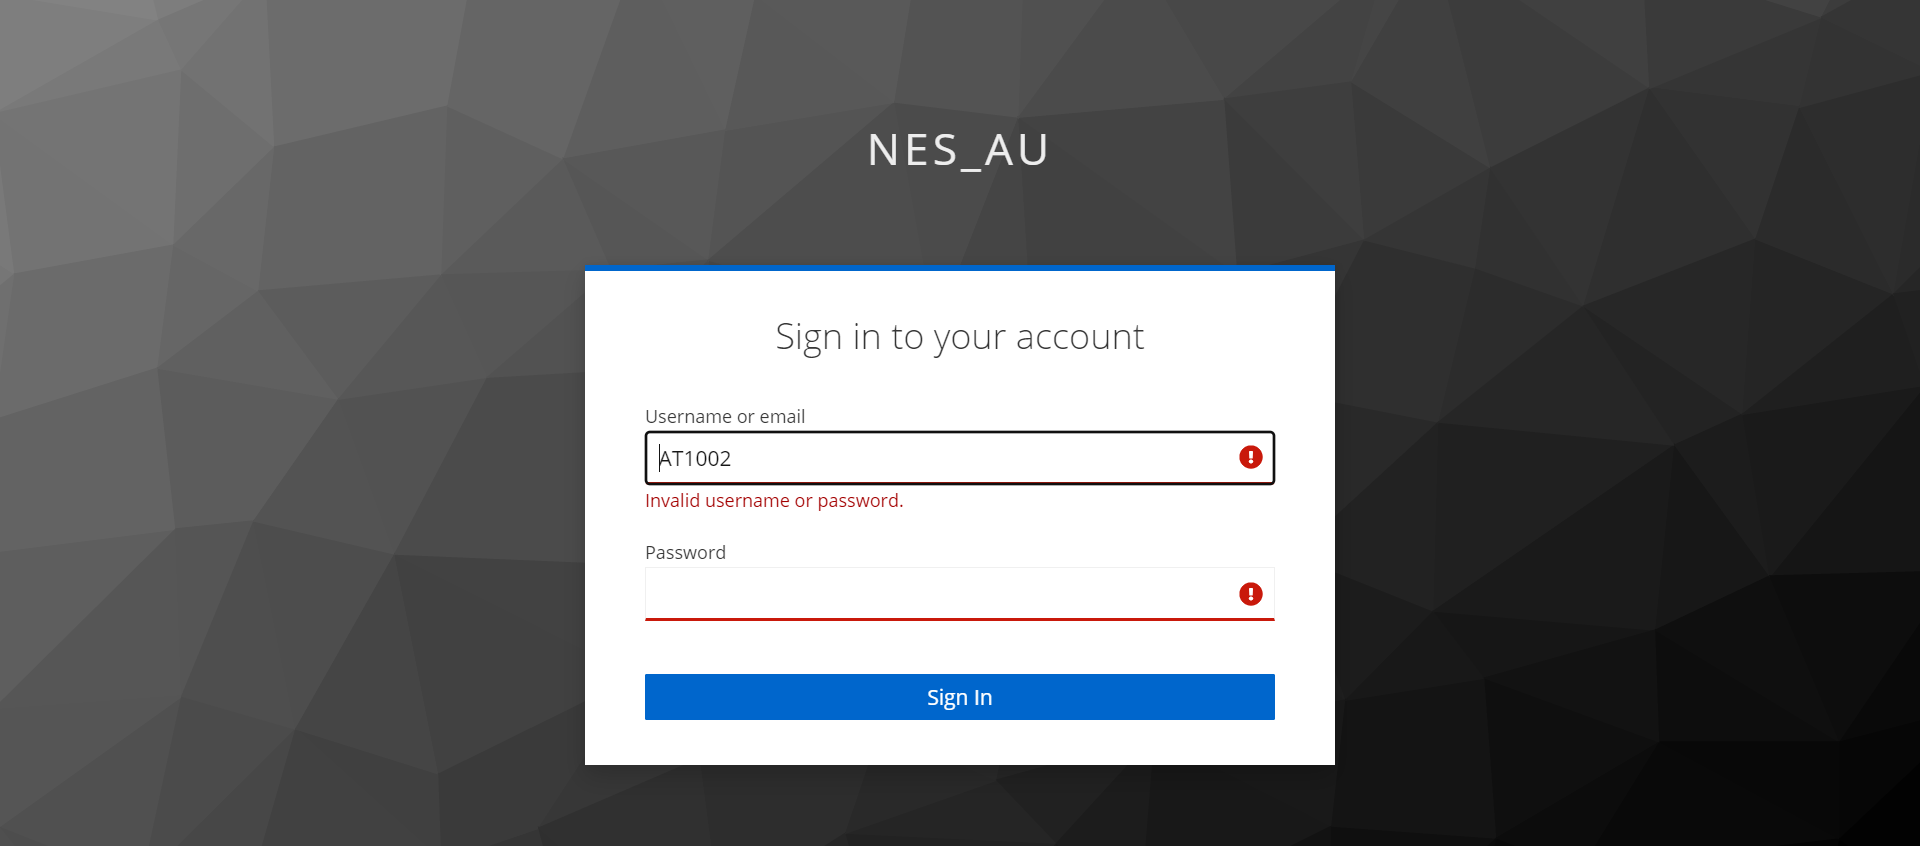 NES_AU
Sign in to your account
Username or email
AT1002
Invalid username or password.
Password
Sign In